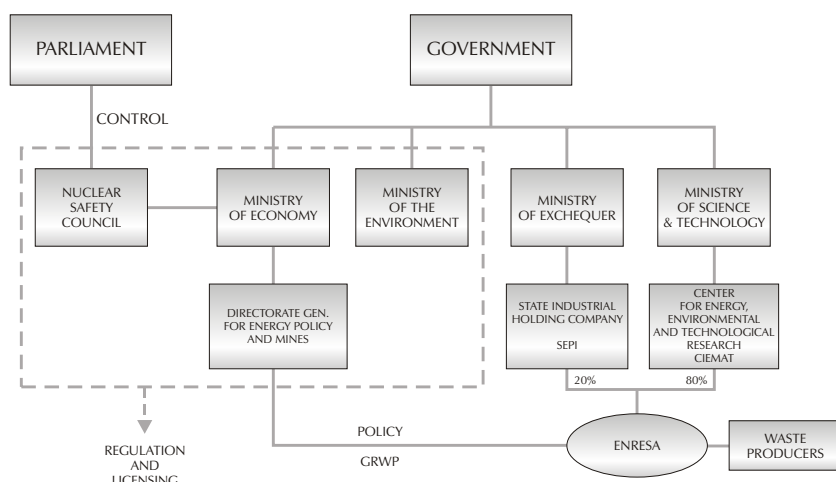 PARLIAMENT
GOVERNMENT
CONTROL
NUCLEAR
SAFETY
COUNCIL
MINISTRY
OF ECONOMY
MINISTRY
OF THE
ENVIRONMENT
MINISTRY
OF EXCHEQUER
MINISTRY
OF SCIENCE
& TECHNOLOGY
DIRECTORATE GEN.
FOR ENERGY POLICY
AND MINES
STATE INDUSTRIAL
HOLDING COMPANY
SEPI
CENTER
FOR ENERGY,
ENVIRONMENTAL
AND TECHNOLOGICAL
RESEARCH
CIEMAT
20%
80%
REGULATION
AND
LICENSING
POLICY
GRWP
ENRESA
WASTE
PRODUCERS